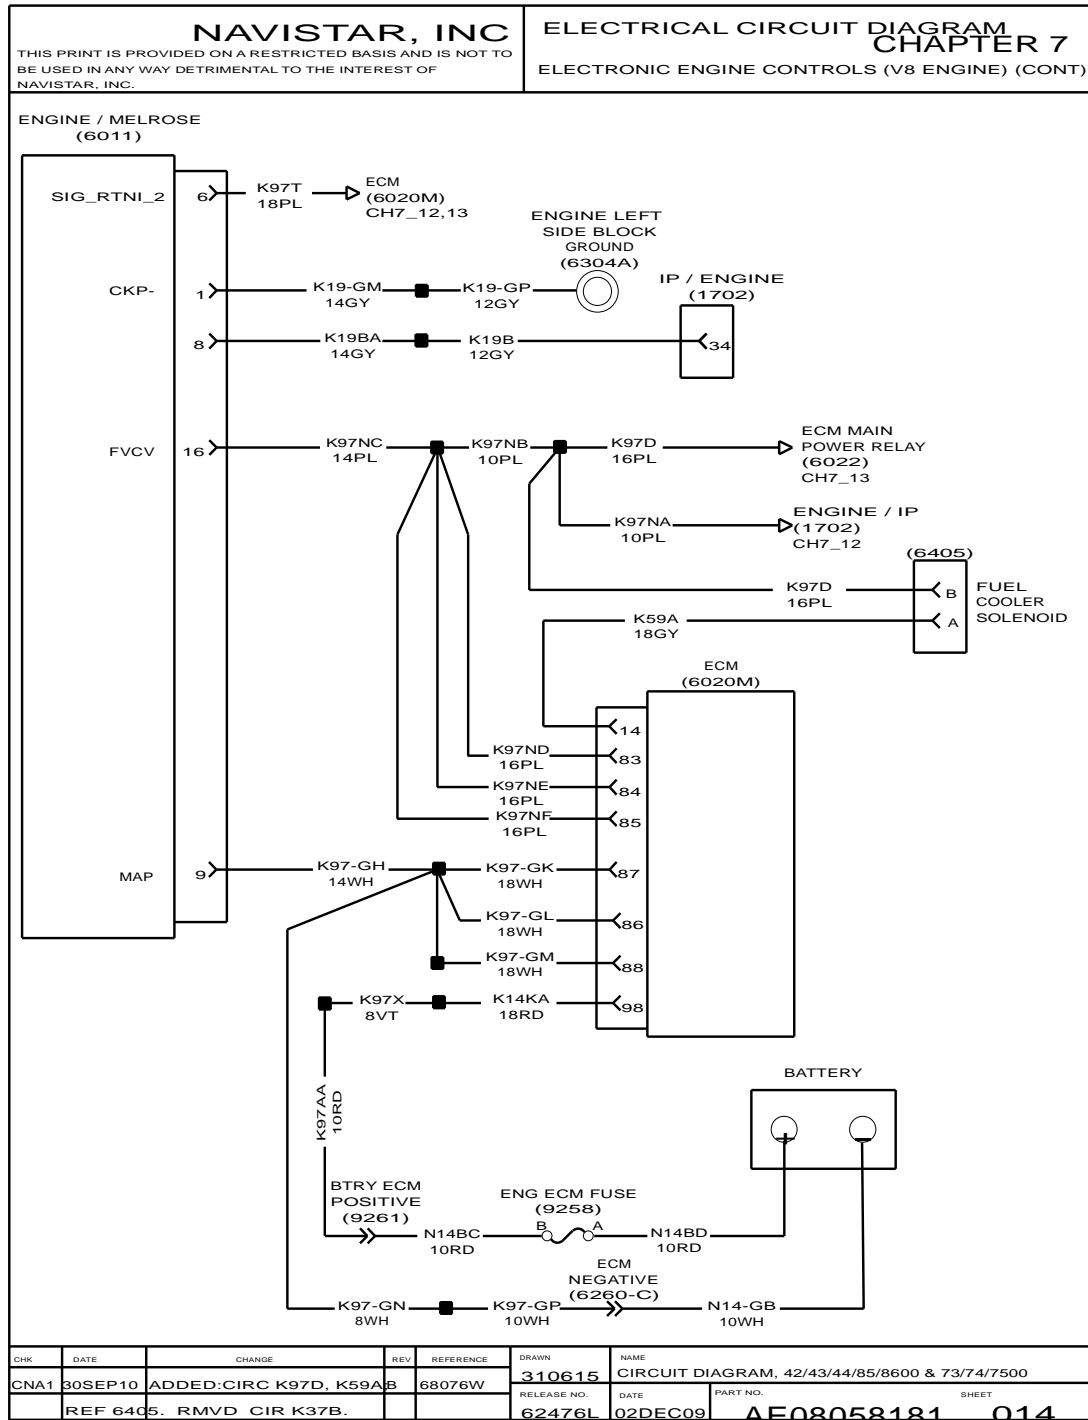 NAVISTAR, INC
THIS PRINT IS PROVIDED ON A RESTRICTED BASIS AND IS NOT TO
BE USED IN ANY WAY DETRIMENTAL TO THE INTEREST OF
NAVISTAR, INC.
ELECTRICAL CIRCUIT DIAGRAM
CHAPTER 7
ELECTRONIC ENGINE CONTROLS (V8 ENGINE) (CONT)
ENGINE / MELROSE
(6011)
SIG_RTNI_2
6
K97T
18PL
ECM
(6020M)
CH7_12,13
ENGINE LEFT
SIDE BLOCK
GROUND
(6304A)
CKP-
1
K19-GM
14GY
K19-GP
12GY
IP / ENGINE
(1702)
8
K19BA
14GY
K19B
12GY
34
FVCV
16
K97NC
14PL
K97NB
10PL
K97D
16PL
ECM MAIN
POWER RELAY
(6022)
CH7_13
K97NA
10PL
ENGINE / IP
(1702)
CH7_12
(6405)
K97D
16PL
B
FUEL
COOLER
SOLENOID
K59A
18GY
A
ECM
(6020M)
14
K97ND
16PL
83
K97NE
16PL
84
K97NF
16PL
85
MAP
9
K97-GH
14WH
K97-GK
18WH
87
K97-GL
18WH
86
K97-GM
18WH
88
K97X
8VT
K14KA
18RD
98
K97AA
10RD
BATTERY
BTRY ECM
POSITIVE
(9261)
N14BC
10RD
ENG ECM FUSE
(9258)
B
A
N14BD
10RD
ECM
NEGATIVE
(6260-C)
K97-GN
8WH
K97-GP
10WH
N14-GB
10WH
CHK DATE CHANGE REV REFERENCE
CNA1 30SEP10 ADDED:CIRC K97D, K59A B 68076W
REF 6405. RMVD CIR K37B.
DRAWN
310615
NAME
CIRCUIT DIAGRAM, 42/43/44/85/8600 & 73/74/7500
RELEASE NO.
62476L
DATE
02DEC09
PART NO.
AE08058181
SHEET
014